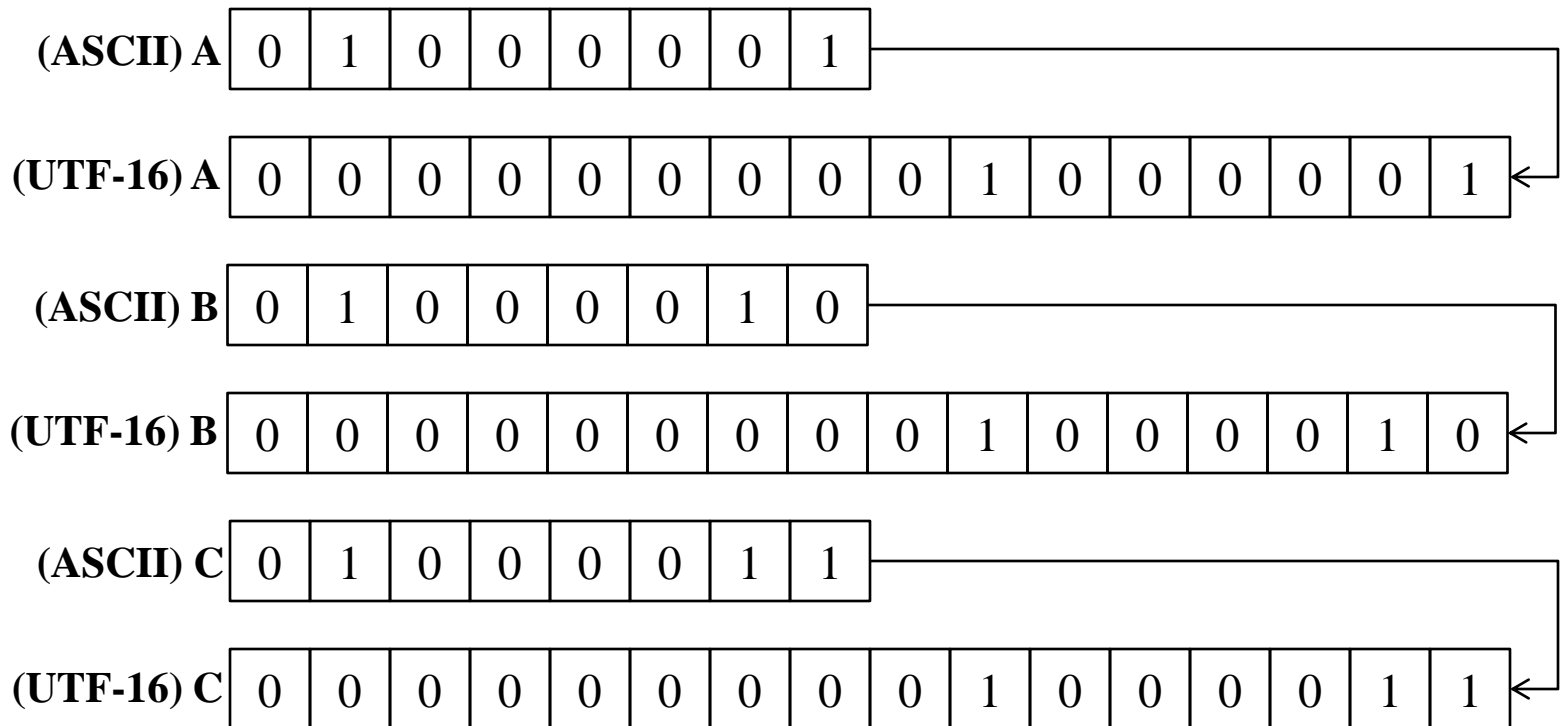 (ASCII) A 0 1 0 0 0 0 0 1
(UTF-16) A 0 0 0 0 0 0 0 0 0 1 0 0 0 0 0 1
(ASCII) B 0 1 0 0 0 0 1 0
(UTF-16) B 0 0 0 0 0 0 0 0 0 1 0 0 0 0 1 0
(ASCII) C 0 1 0 0 0 0 1 1
(UTF-16) C 0 0 0 0 0 0 0 0 0 1 0 0 0 0 1 1